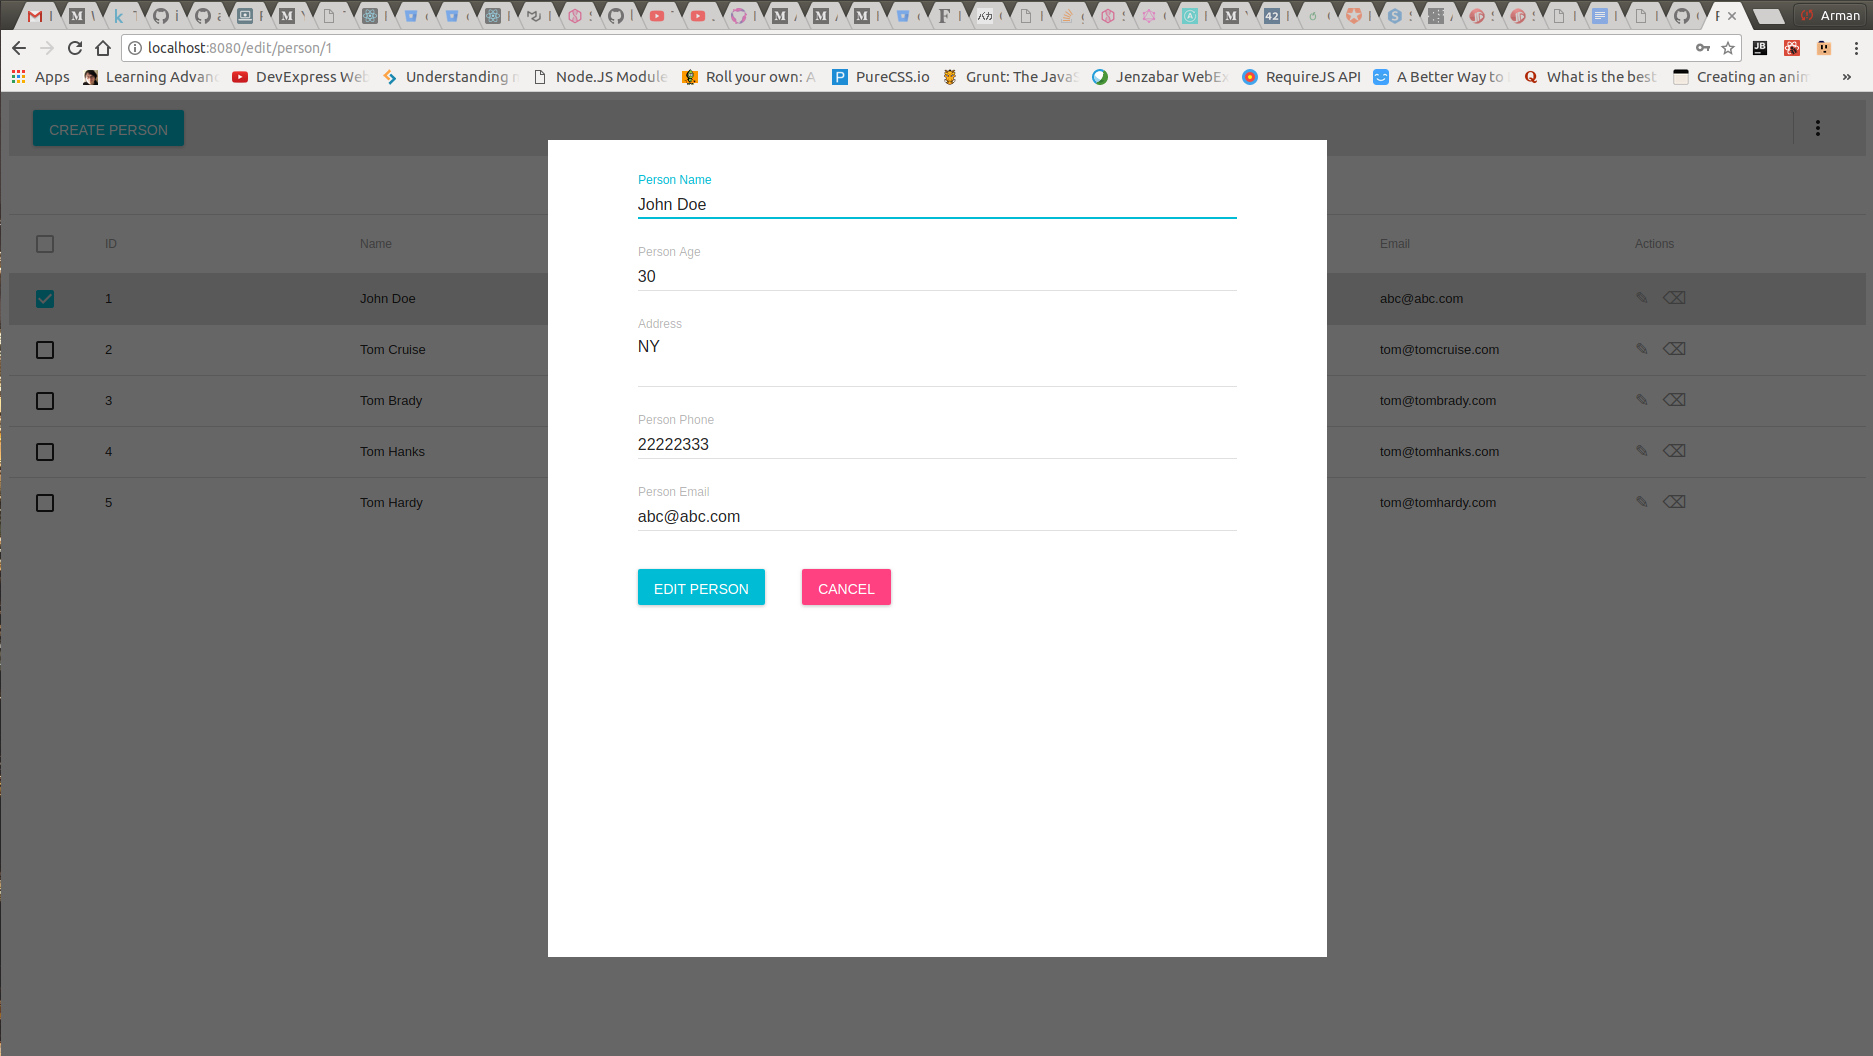 Arman
localhost:8080/edit/person/1
Apps Learning Advan DevExpress Web Understanding Node.JS Module Roll your own: A PureCSS.io Grunt: The JavaS Jenzabar WebEx RequireJS API A Better Way to What is the best Creating an anim »
CREATE PERSON
ID Name Email Actions
1 John Doe abc@abc.com
2 Tom Cruise tom@tomcruise.com
3 Tom Brady tom@tombrady.com
4 Tom Hanks tom@tomhanks.com
5 Tom Hardy tom@tomhardy.com
Person Name
John Doe
Person Age
30
Address
NY
Person Phone
22222333
Person Email
abc@abc.com
EDIT PERSON CANCEL